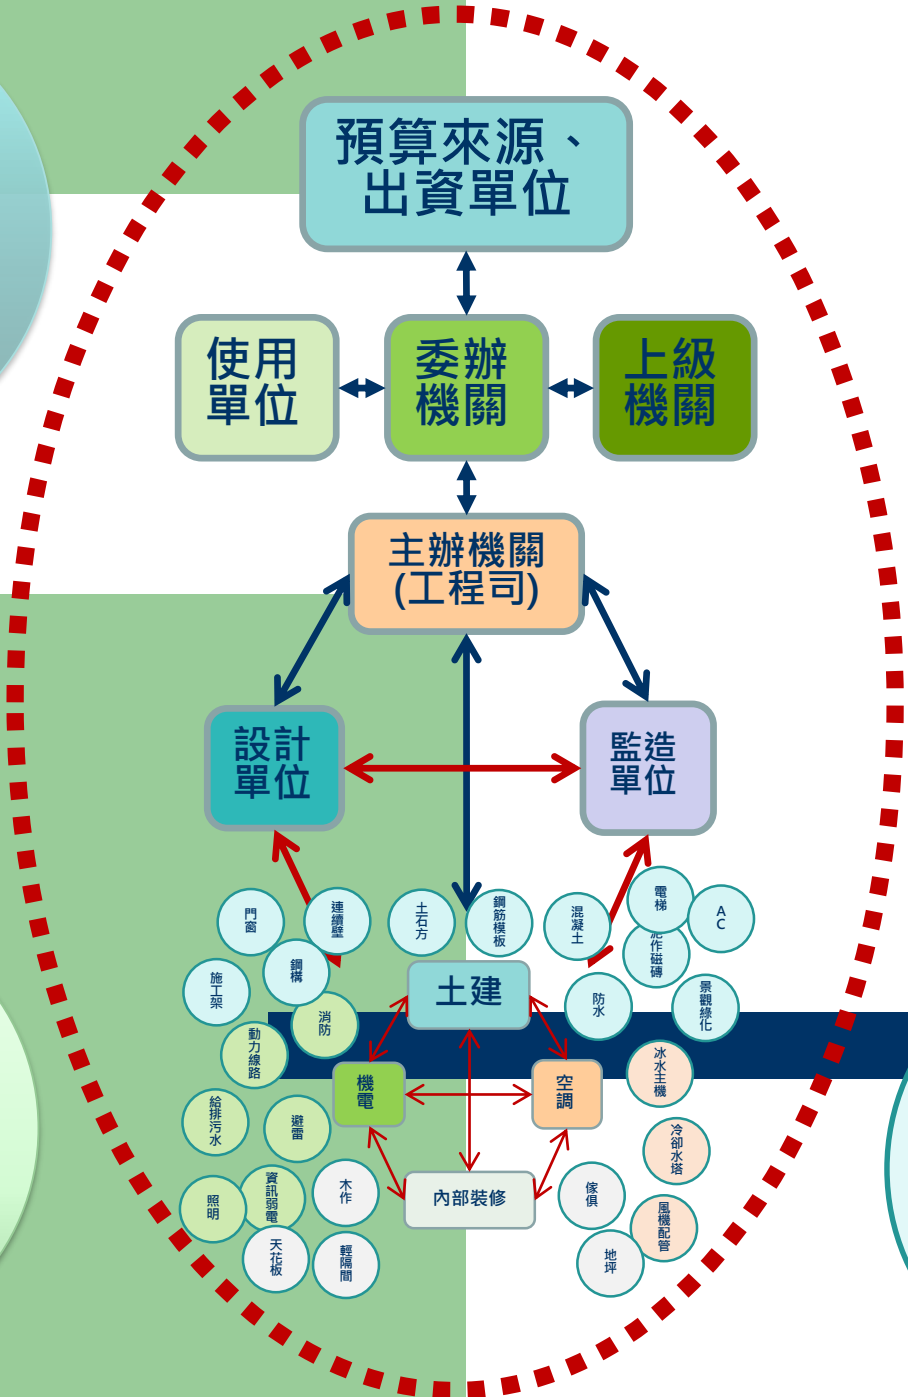 預算來源、
出資單位
使用
單位
委辦
機關
上級
機關
主辦機關
(工程司)
設計
單位
監造
單位
門
窗
連
續
壁
土
石
方
鋼
筋
模
板
混
凝
土
電
梯
A
C
作
磁
磚
鋼
構
施
工
架
消
防
動
力
線
路
土建
防
水
景
觀
綠
化
機
電
空
調
冰
水
主
機
給
排
污
水
避
雷
冷
卻
水
塔
內部裝修
照
明
資
訊
弱
電
木
作
傢
俱
風
機
配
管
天
花
板
輕
隔
間
地
坪